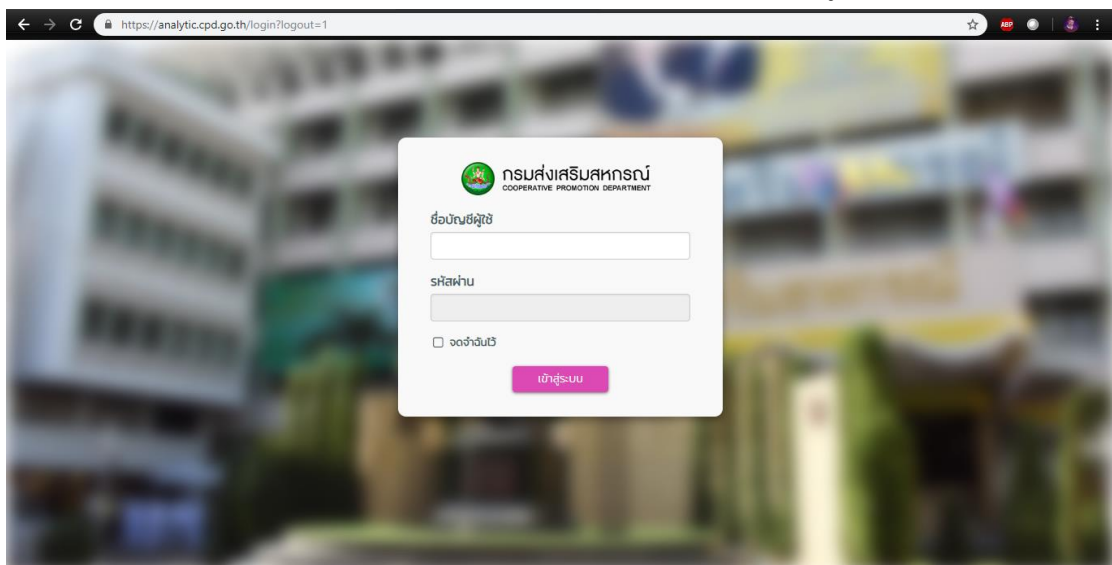 https://analytic.cpd.go.th/login?logout=1
ABP
กรมส่งเสริมสหกรณ์
COOPERATIVE PROMOTION DEPARTMENT
ชื่อบัญชีผู้ใช้
รหัสผ่าน
จดจำฉันไว้
เข้าสู่ระบบ